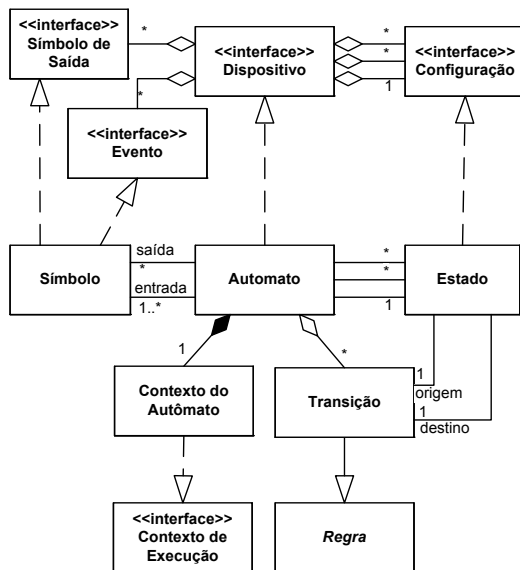 <<interface>>
Símbolo de
Saída
*
<<interface>>
Dispositivo
*
*
1
<<interface>>
Configuração
*
<<interface>>
Evento
Símbolo
saída
*
entrada
1..*
Automato
*
*
1
Estado
1
*
Contexto do
Autômato
Transição
1
origem
1
destino
<<interface>>
Contexto de
Execução
Regra